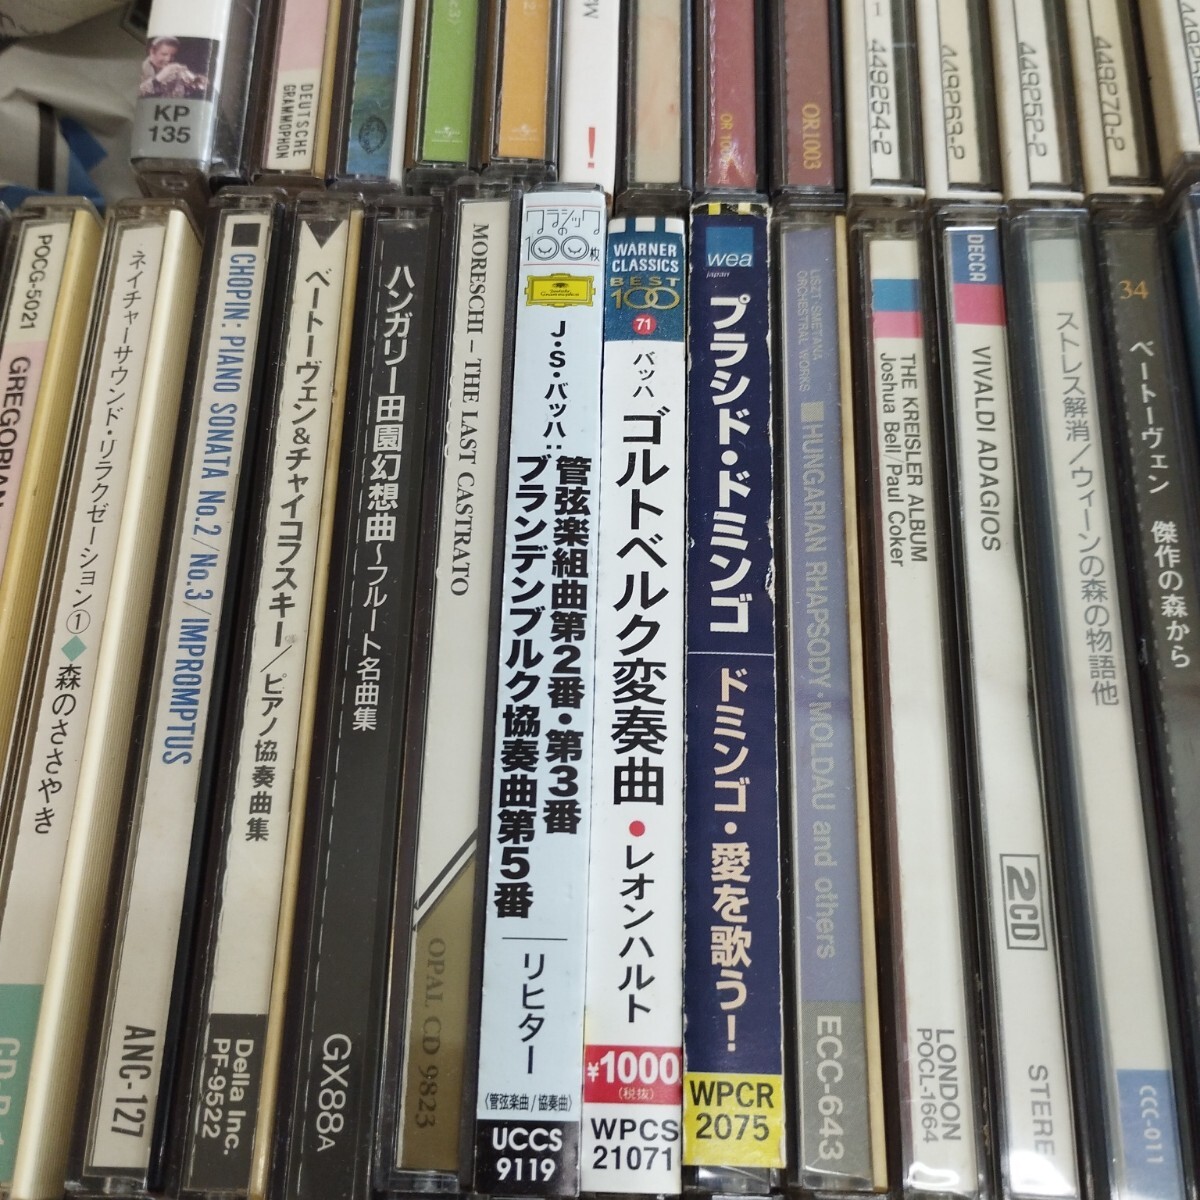 KP
135
DEUTSCHE
GRAMMOPHON
!
OR1003
449254-2
449263-2
449252-2
449270-2
POCG-5021
GREGORIAN
ネイチャーサウンド・リラクゼーション①◆森のささやき
ANC-127
CHOPIN: PIANO SONATA No.2/No.3/IMPROMPTUS
Della Inc.
PF-9522
ベートーヴェン&チャイコフスキー/ピアノ協奏曲集
GX88A
ハンガリー田園幻想曲〜フルート名曲集
MORESCHI – THE LAST CASTRATO
OPAL CD 9823
クラシックの
100枚
J・S・バッハ:管弦楽組曲第2番・第3番
ブランデンブルク協奏曲第5番
リヒター
〈管弦楽曲/協奏曲〉
UCCS
9119
WARNER
CLASSICS
BEST
100
71
バッハ ゴルトベルク変奏曲●レオンハルト
¥1000
(税抜)
WPCS
21071
wea
japan
プラシド・ドミンゴ ドミンゴ・愛を歌う!
WPCR
2075
LISZT・SMETANA
ORCHESTRAL WORKS
HUNGARIAN RHAPSODY・MOLDAU and others
ECC-643
THE KREISLER ALBUM
Joshua Bell/Paul Coker
LONDON
POCL-1664
DECCA
VIVALDI ADAGIOS
2CD
STERE
ストレス解消/ウィーンの森の物語他
CCC-011
34
ベートーヴェン 傑作の森から